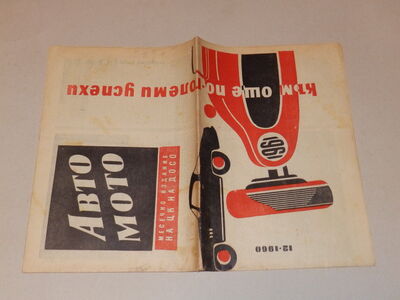 към още по-големи успехи
1961
АВТО
МОТО
МЕСЕЧНО ИЗДАНИЕ
НА ЦК НА ДОСО
12·1960